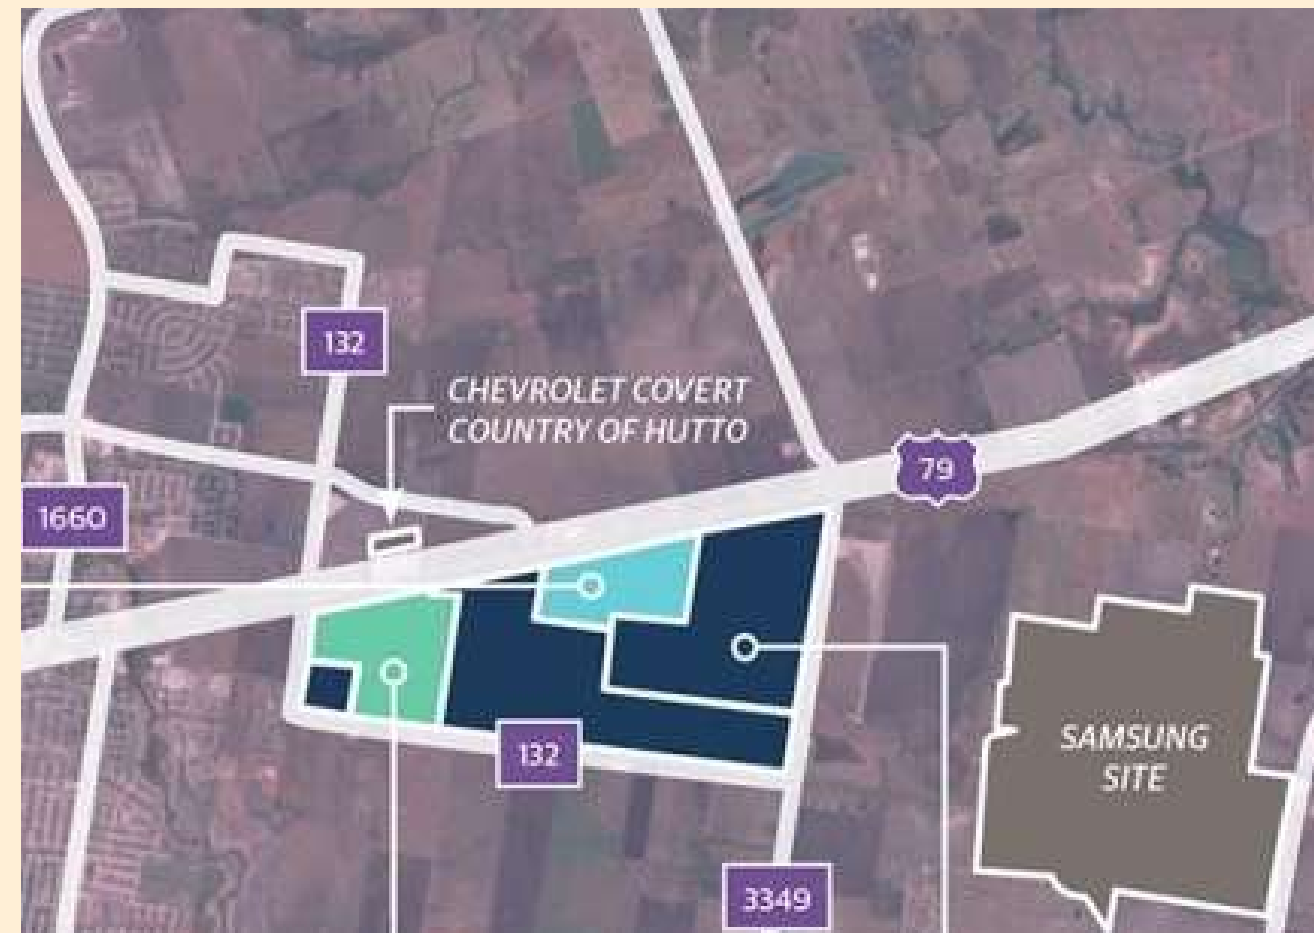 132
CHEVROLET COVERT
COUNTRY OF HUTTO
79
1660
SAMSUNG
SITE
132
3349